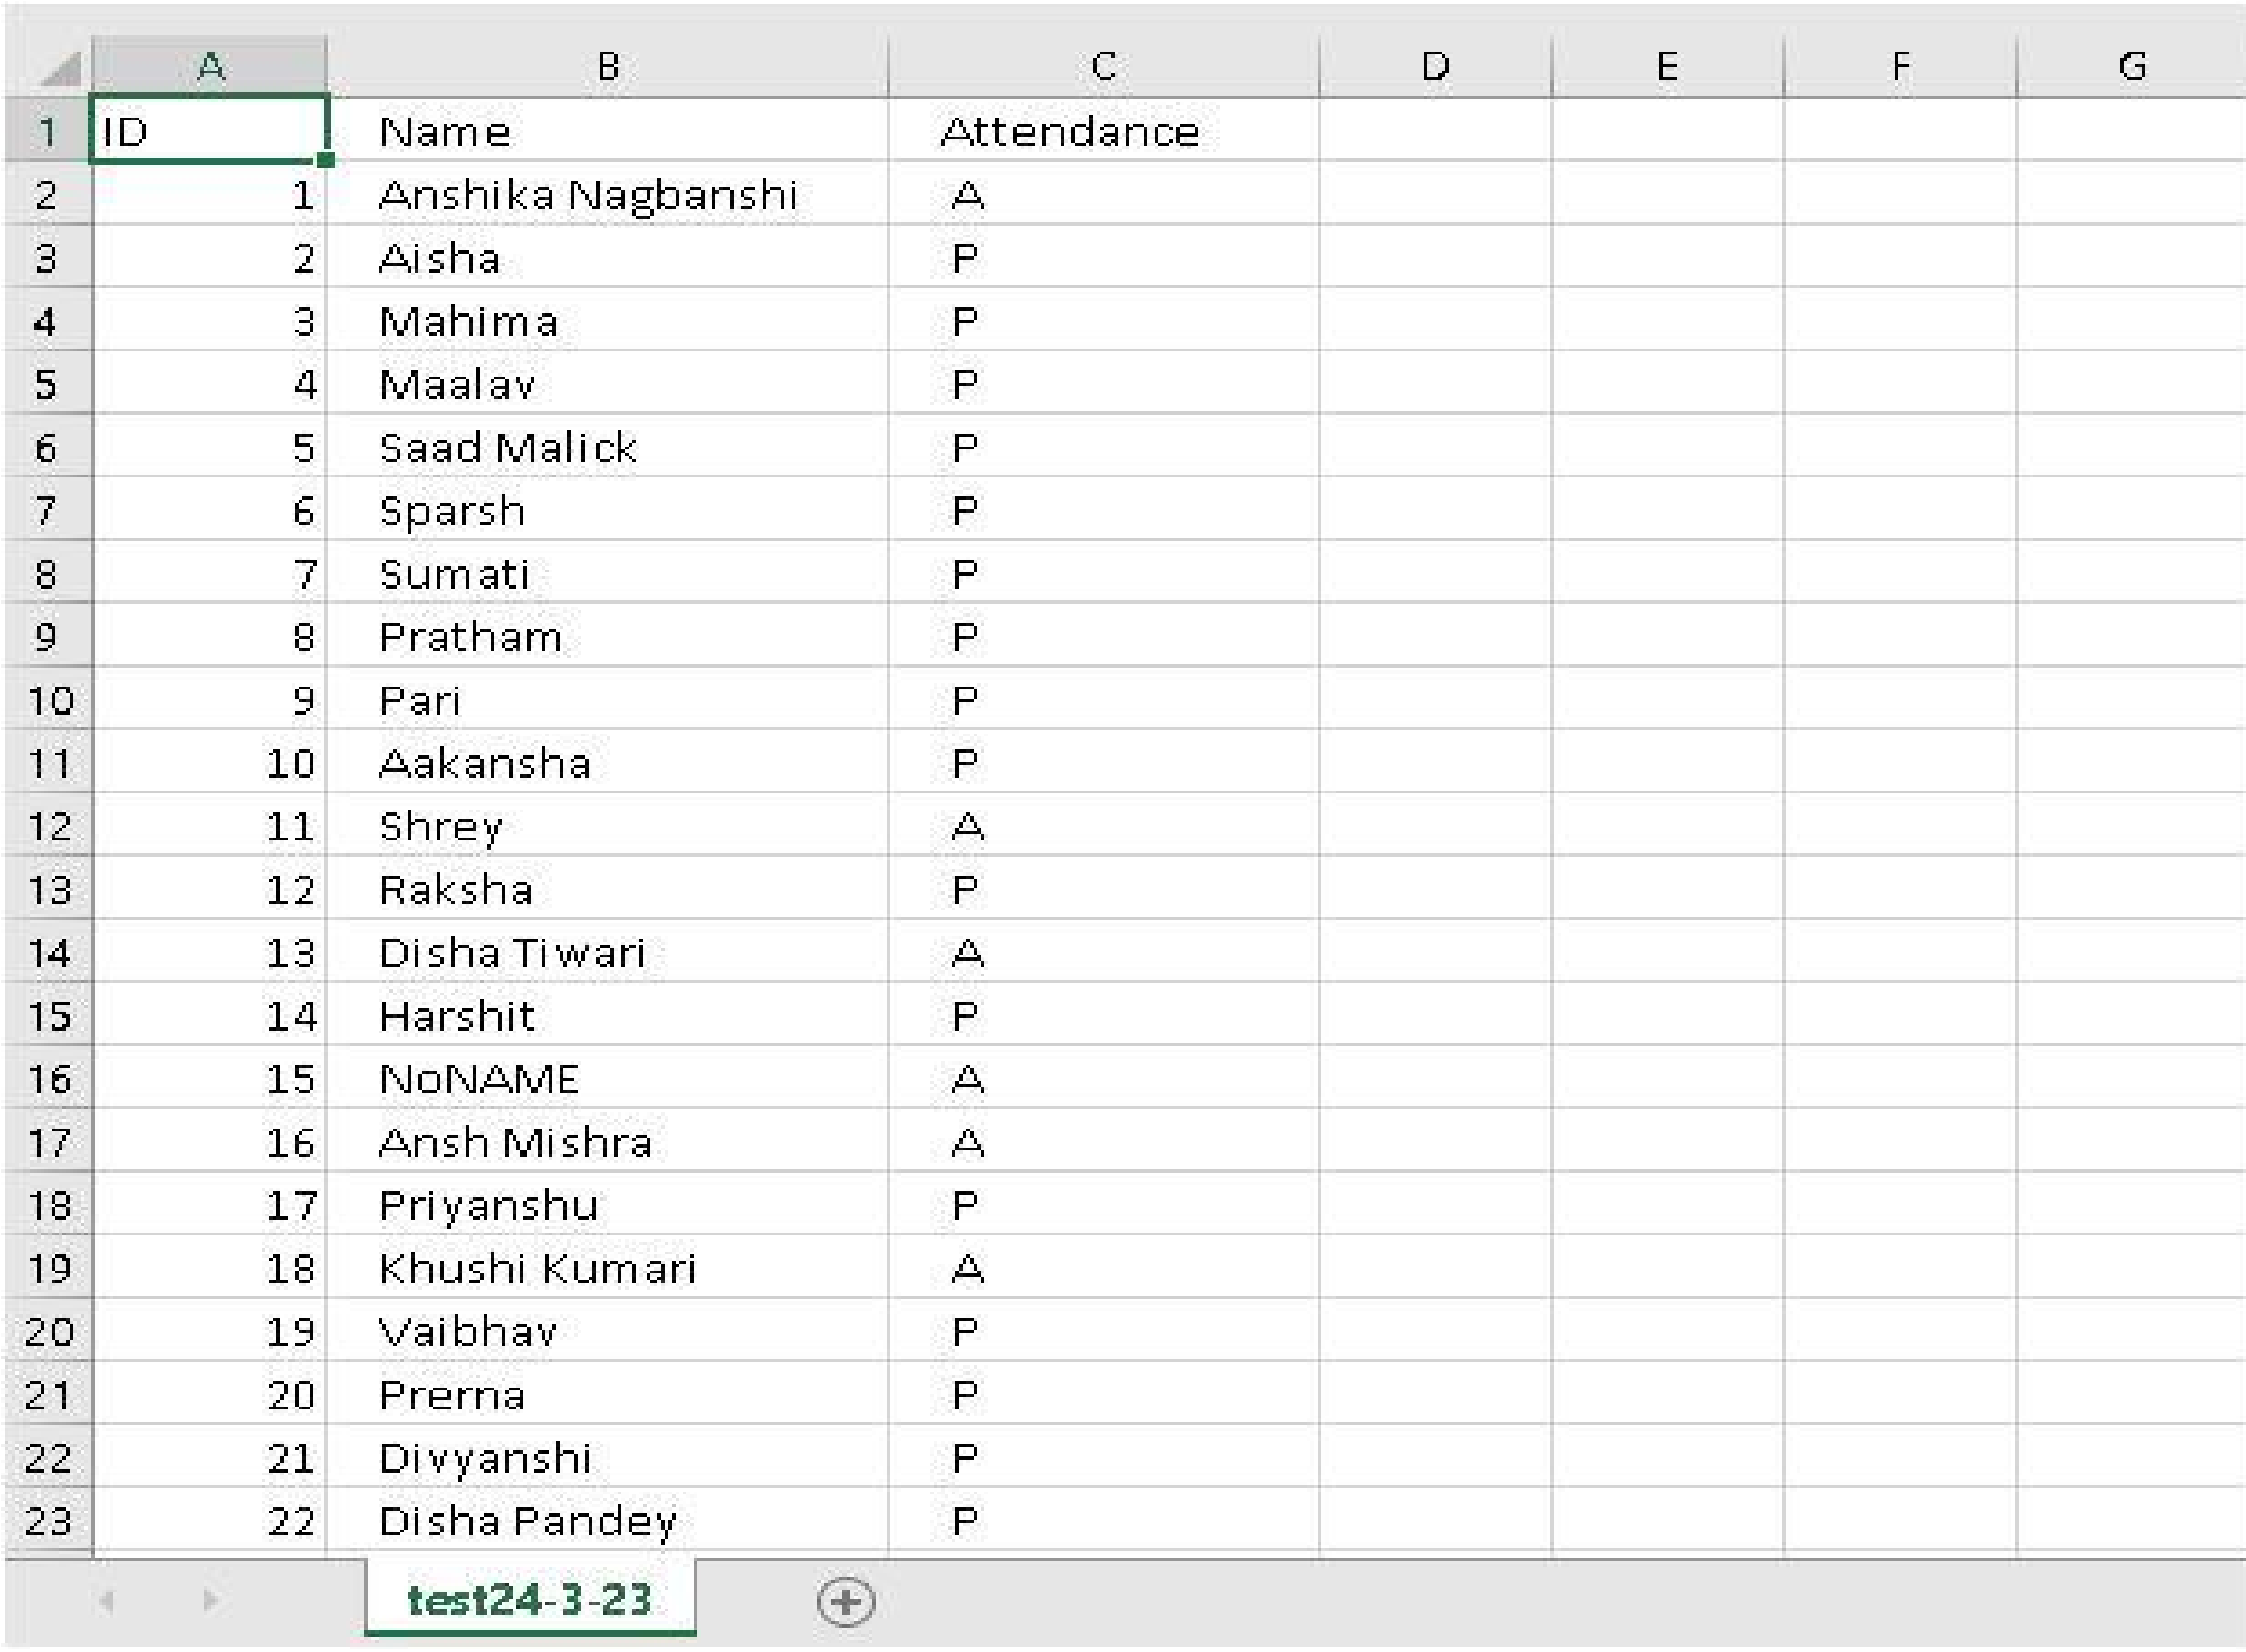 A B C D E F G
1 ID Name Attendance
2 1 Anshika Nagbanshi A
3 2 Aisha P
4 3 Mahima P
5 4 Maalav P
6 5 Saad Malick P
7 6 Sparsh P
8 7 Sumati P
9 8 Pratham P
10 9 Pari P
11 10 Aakansha P
12 11 Shrey A
13 12 Raksha P
14 13 Disha Tiwari A
15 14 Harshit P
16 15 NoNAME A
17 16 Ansh Mishra A
18 17 Priyanshu P
19 18 Khushi Kumari A
20 19 Vaibhav P
21 20 Prerna P
22 21 Divyanshi P
23 22 Disha Pandey P
test24-3-23